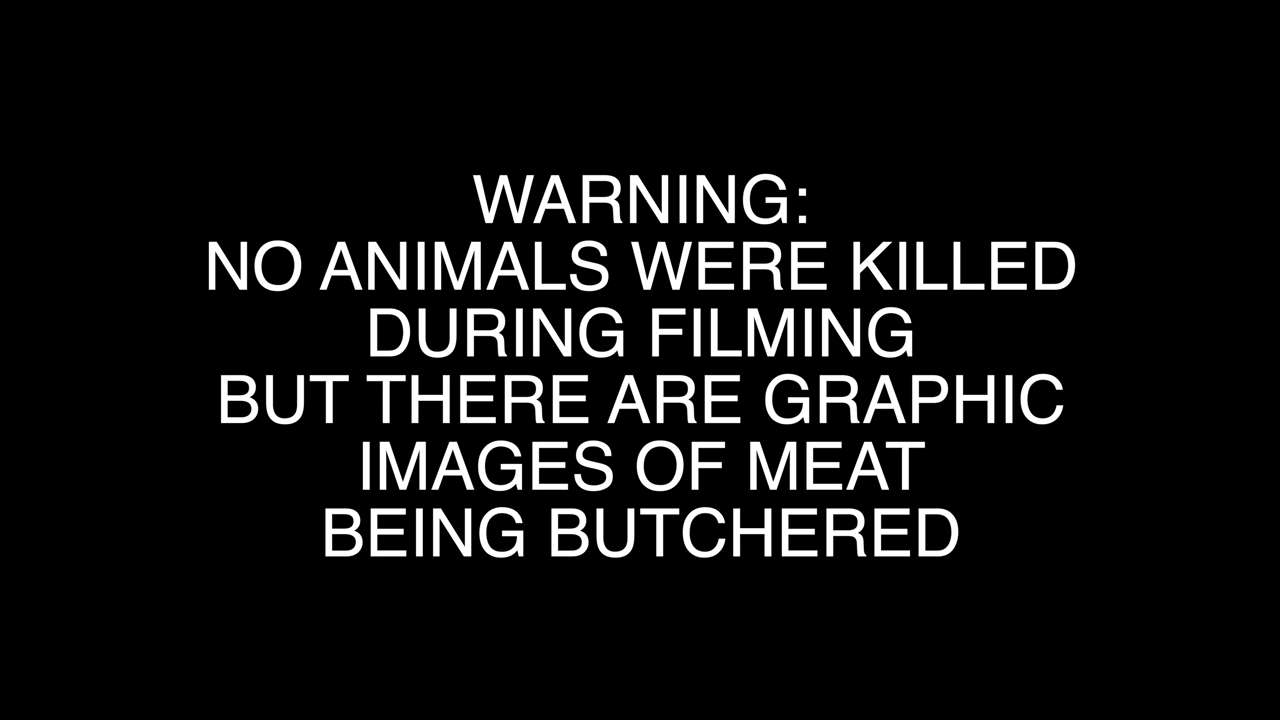 WARNING:
NO ANIMALS WERE KILLED
DURING FILMING
BUT THERE ARE GRAPHIC
IMAGES OF MEAT
BEING BUTCHERED